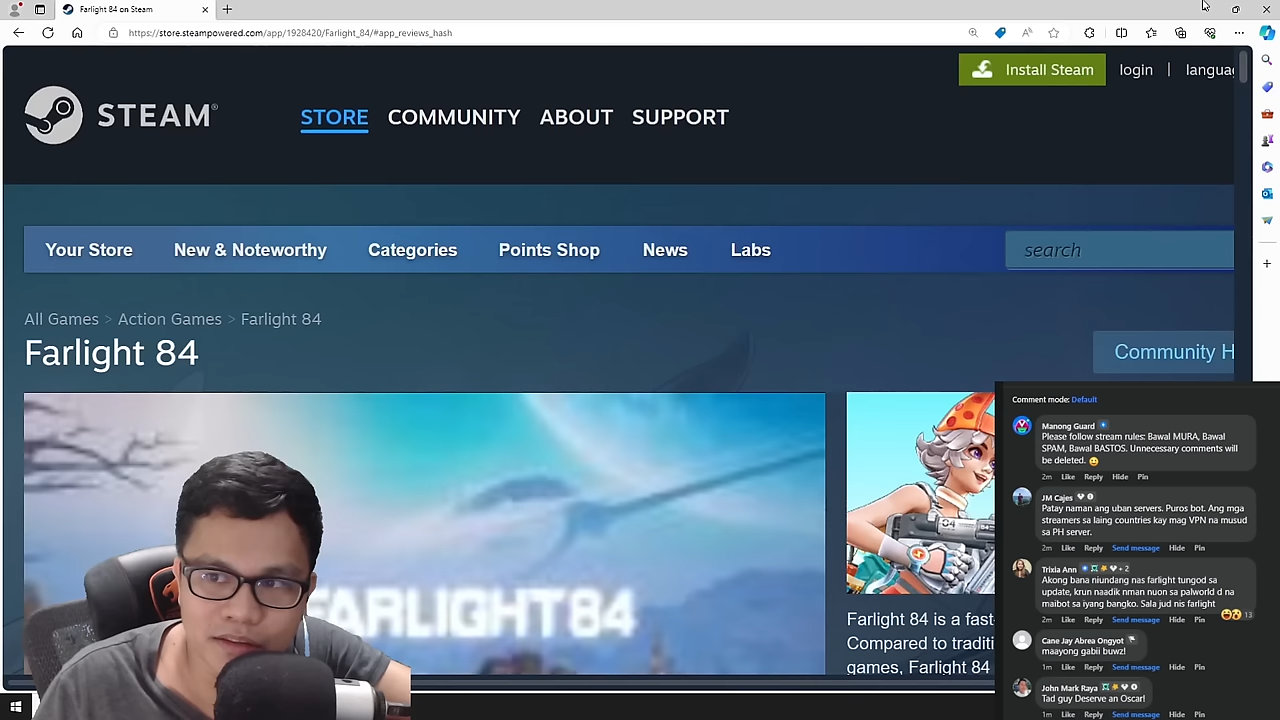 Farlight 84 on Steam
https://store.steampowered.com/app/1928420/Farlight_84/#app_reviews_hash
Install Steam
login | langua
STEAM®
STORE COMMUNITY ABOUT SUPPORT
Your Store New & Noteworthy Categories Points Shop News Labs
search
All Games > Action Games > Farlight 84
Farlight 84
Community H
FARLIGHT 84
04
Farlight 84 is a fast-
Compared to traditi
games, Farlight 84
Comment mode: Default
Manong Guard
Please follow stream rules: Bawal MURA, Bawal
SPAM, Bawal BASTOS. Unnecessary comments will
be deleted. 😀
2m Like Reply Hide Pin
JM Cajes
Patay naman ang uban servers. Puros bot. Ang mga
streamers sa laing countries kay mag VPN na musud
sa PH server.
2m Like Reply Send message Hide Pin
Trixia Ann + 2
Akong bana niundang nas farlight tungod sa
update, krun naadik nman nuon sa palworld d na
maibot sa iyang bangko. Sala jud nis farlight
13
2m Like Reply Send message Hide Pin
Cane Jay Abrea Ongyot
maayong gabii buwz!
1m Like Reply Send message Hide Pin
John Mark Raya
Tad guy Deserve an Oscar!
1m Like Reply Send message Hide Pin